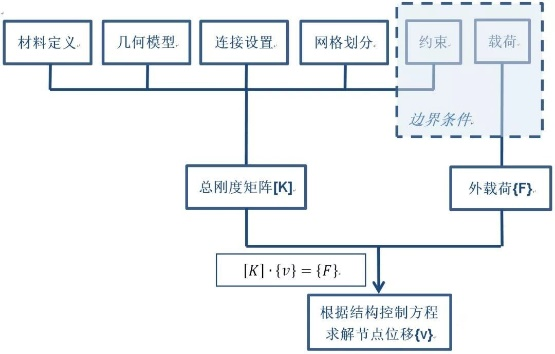 材料定义
几何模型
连接设置
网格划分
约束
载荷
边界条件
总刚度矩阵[K]
外载荷{F}
[K]·{v}={F}
根据结构控制方程
求解节点位移{v}